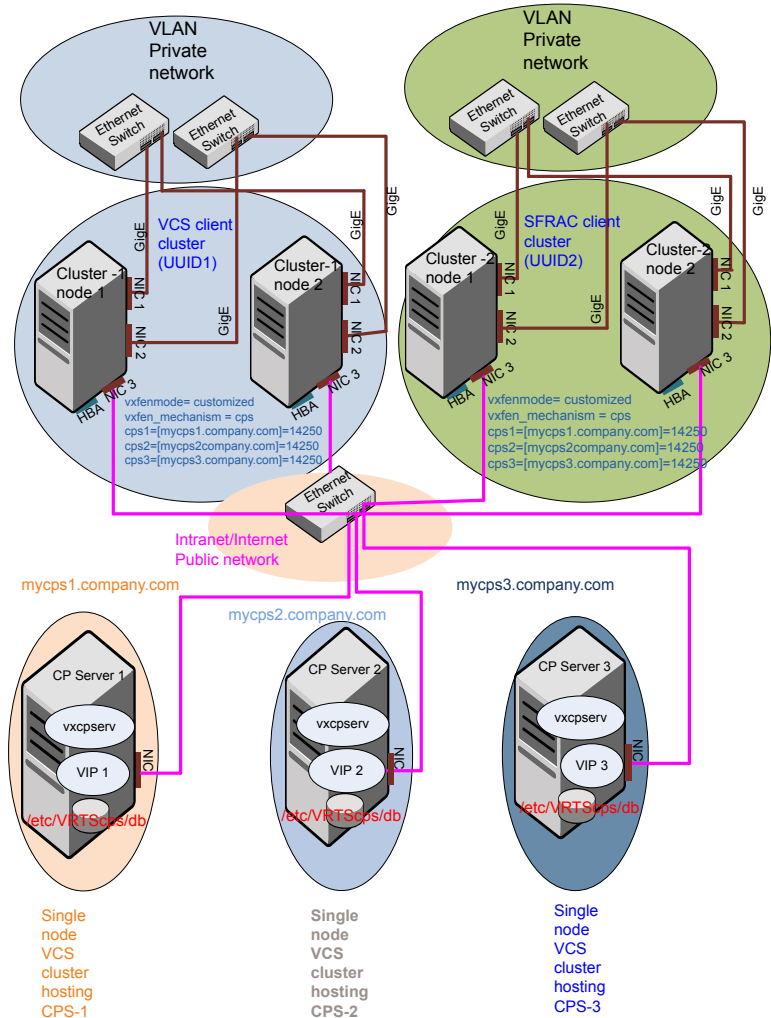 VLAN
Private
network
VLAN
Private
network
Ethernet
Switch
Ethernet
Switch
Ethernet
Switch
Ethernet
Switch
GigE
GigE
GigE
GigE
GigE
GigE
GigE
GigE
VCS client
cluster
(UUID1)
SFRAC client
cluster
(UUID2)
Cluster -1
node 1
NIC 1
NIC 2
NIC 3
HBA
Cluster-1
node 2
NIC 1
NIC 2
NIC 3
HBA
Cluster -2
node 1
NIC 1
NIC 2
NIC 3
HBA
Cluster-2
node 2
NIC 1
NIC 2
NIC 3
HBA
vxfenmode= customized
vxfen_mechanism = cps
cps1=[mycps1.company.com]=14250
cps2=[mycps2company.com]=14250
cps3=[mycps3.company.com]=14250
vxfenmode= customized
vxfen_mechanism = cps
cps1=[mycps1.company.com]=14250
cps2=[mycps2company.com]=14250
cps3=[mycps3.company.com]=14250
Ethernet
Switch
Intranet/Internet
Public network
mycps1.company.com
mycps2.company.com
mycps3.company.com
CP Server 1
vxcpserv
VIP 1
NIC
/etc/VRTScps/db
CP Server 2
vxcpserv
VIP 2
NIC
/etc/VRTScps/db
CP Server 3
vxcpserv
VIP 3
NIC
/etc/VRTScps/db
Single
node
VCS
cluster
hosting
CPS-1
Single
node
VCS
cluster
hosting
CPS-2
Single
node
VCS
cluster
hosting
CPS-3